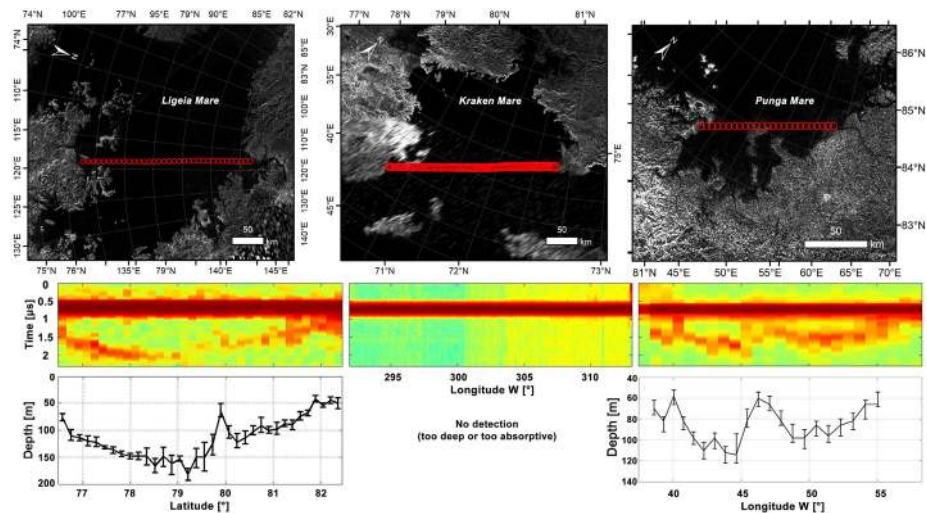 74°N 100°E 77°N 95°E 79°N 80°N 90°E 85°E 82°N
74°N
110°E
115°E
120°E
125°E
130°E
85°E
83°N
100°E
105°E
110°E
120°E
130°E
140°E
N
Ligeia Mare
50
km
75°N 76°N 135°E 140°E 145°E
77°N 78°N 79°N 80°N 81°N
30°E
35°E
40°E
45°E
75°E
N
Kraken Mare
50
km
71°N 72°N 73°N
86°N
85°N
84°N
83°N
N
Punga Mare
50
km
81°N 45°E 50°E 55°E 60°E 65°E 70°E
Time [µs]
0
0.5
1.0
1.5
2
295 300 305 310
Longitude W [°]
Depth [m]
0
50
100
150
200
77 78 79 80 81 82
Latitude [°]
No detection
(too deep or too absorptive)
Depth [m]
40
60
80
100
120
140
40 45 50 55
Longitude W [°]